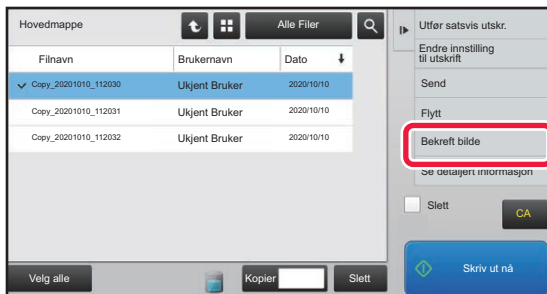 Hovedmappe
Alle Filer
Filnavn Brukernavn Dato
Copy_20201010_112030 Ukjent Bruker 2020/10/10
Copy_20201010_112031 Ukjent Bruker 2020/10/10
Copy_20201010_112032 Ukjent Bruker 2020/10/10
Velg alle
Kopier
Slett
Utfør satsvis utskr.
Endre innstilling
til utskrift
Send
Flytt
Bekreft bilde
Se detaljert informasjon
Slett
CA
Skriv ut nå